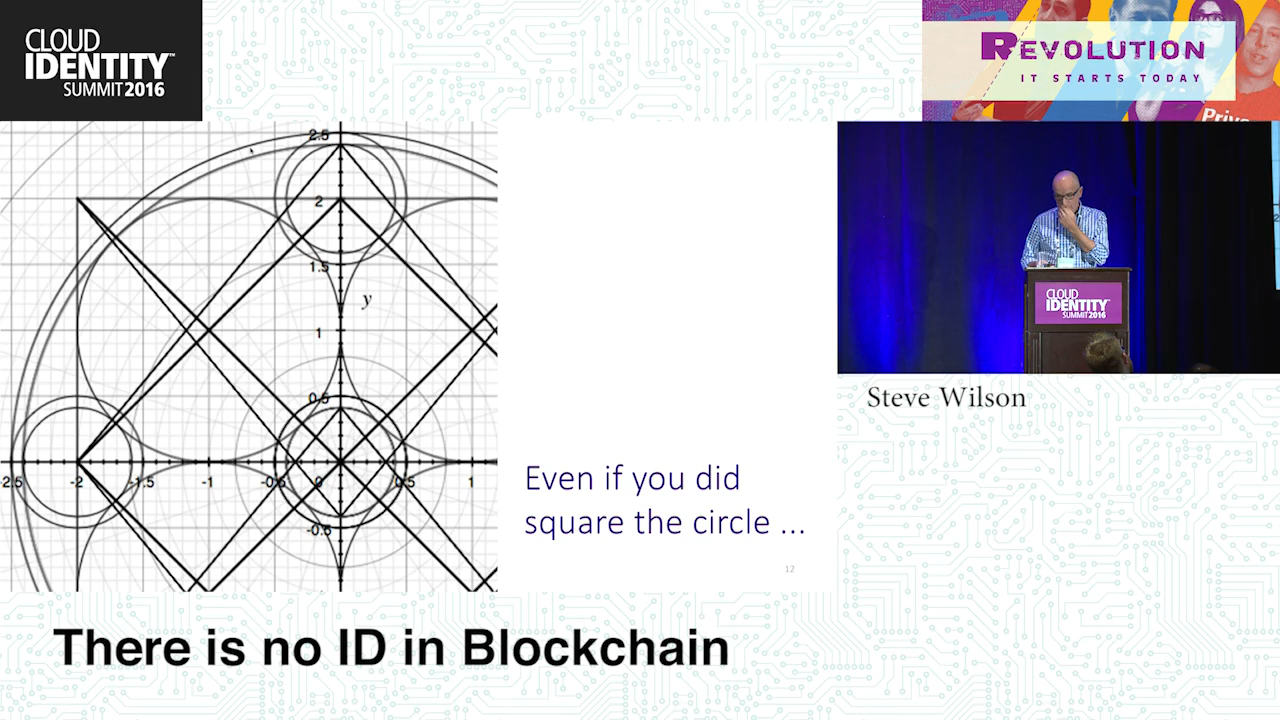 CLOUD
IDENTITY™
SUMMIT 2016
REVOLUTION
IT STARTS TODAY
2.5
2
1.5
y
1
0.5
-2.5 -2 -1.5 -1 -0.5 0 0.5 1
-0.5
Even if you did
square the circle ...
12
CLOUD
IDENTITY
SUMMIT 2016
Steve Wilson
There is no ID in Blockchain